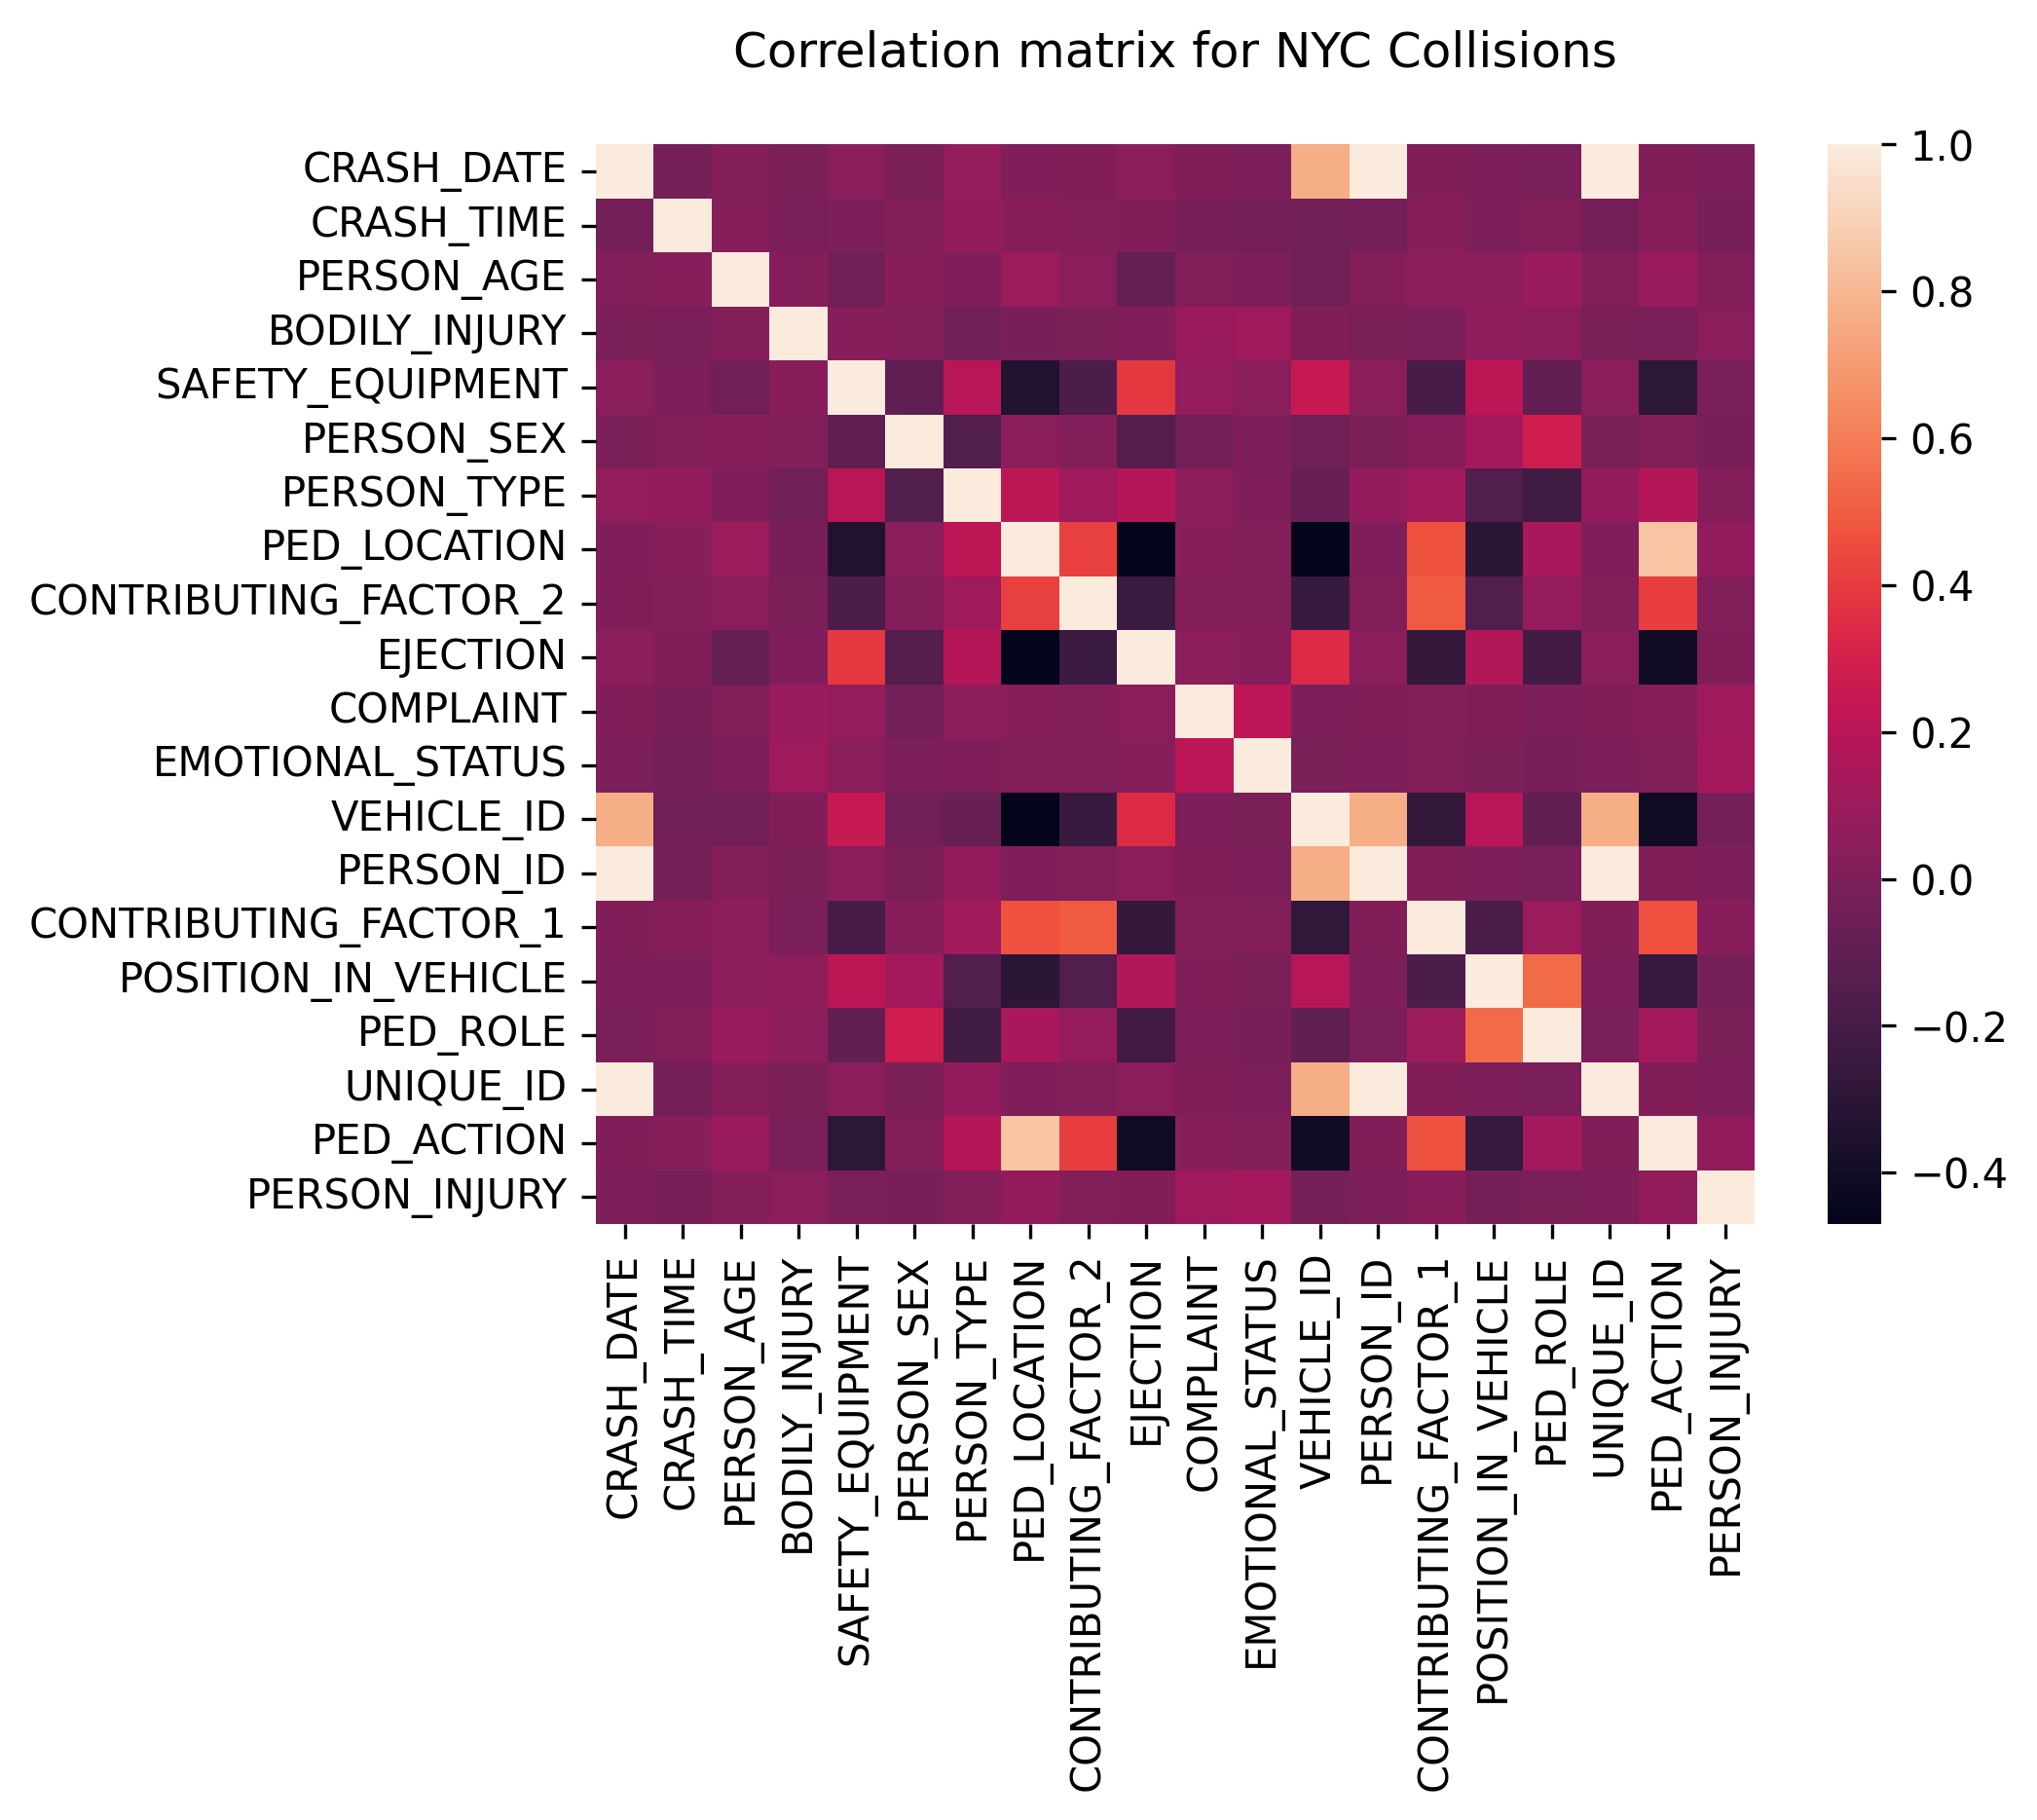 Correlation matrix for NYC Collisions
CRASH_DATE
CRASH_TIME
PERSON_AGE
BODILY_INJURY
SAFETY_EQUIPMENT
PERSON_SEX
PERSON_TYPE
PED_LOCATION
CONTRIBUTING_FACTOR_2
EJECTION
COMPLAINT
EMOTIONAL_STATUS
VEHICLE_ID
PERSON_ID
CONTRIBUTING_FACTOR_1
POSITION_IN_VEHICLE
PED_ROLE
UNIQUE_ID
PED_ACTION
PERSON_INJURY
CRASH_DATE
CRASH_TIME
PERSON_AGE
BODILY_INJURY
SAFETY_EQUIPMENT
PERSON_SEX
PERSON_TYPE
PED_LOCATION
CONTRIBUTING_FACTOR_2
EJECTION
COMPLAINT
EMOTIONAL_STATUS
VEHICLE_ID
PERSON_ID
CONTRIBUTING_FACTOR_1
POSITION_IN_VEHICLE
PED_ROLE
UNIQUE_ID
PED_ACTION
PERSON_INJURY
1.0
0.8
0.6
0.4
0.2
0.0
−0.2
−0.4